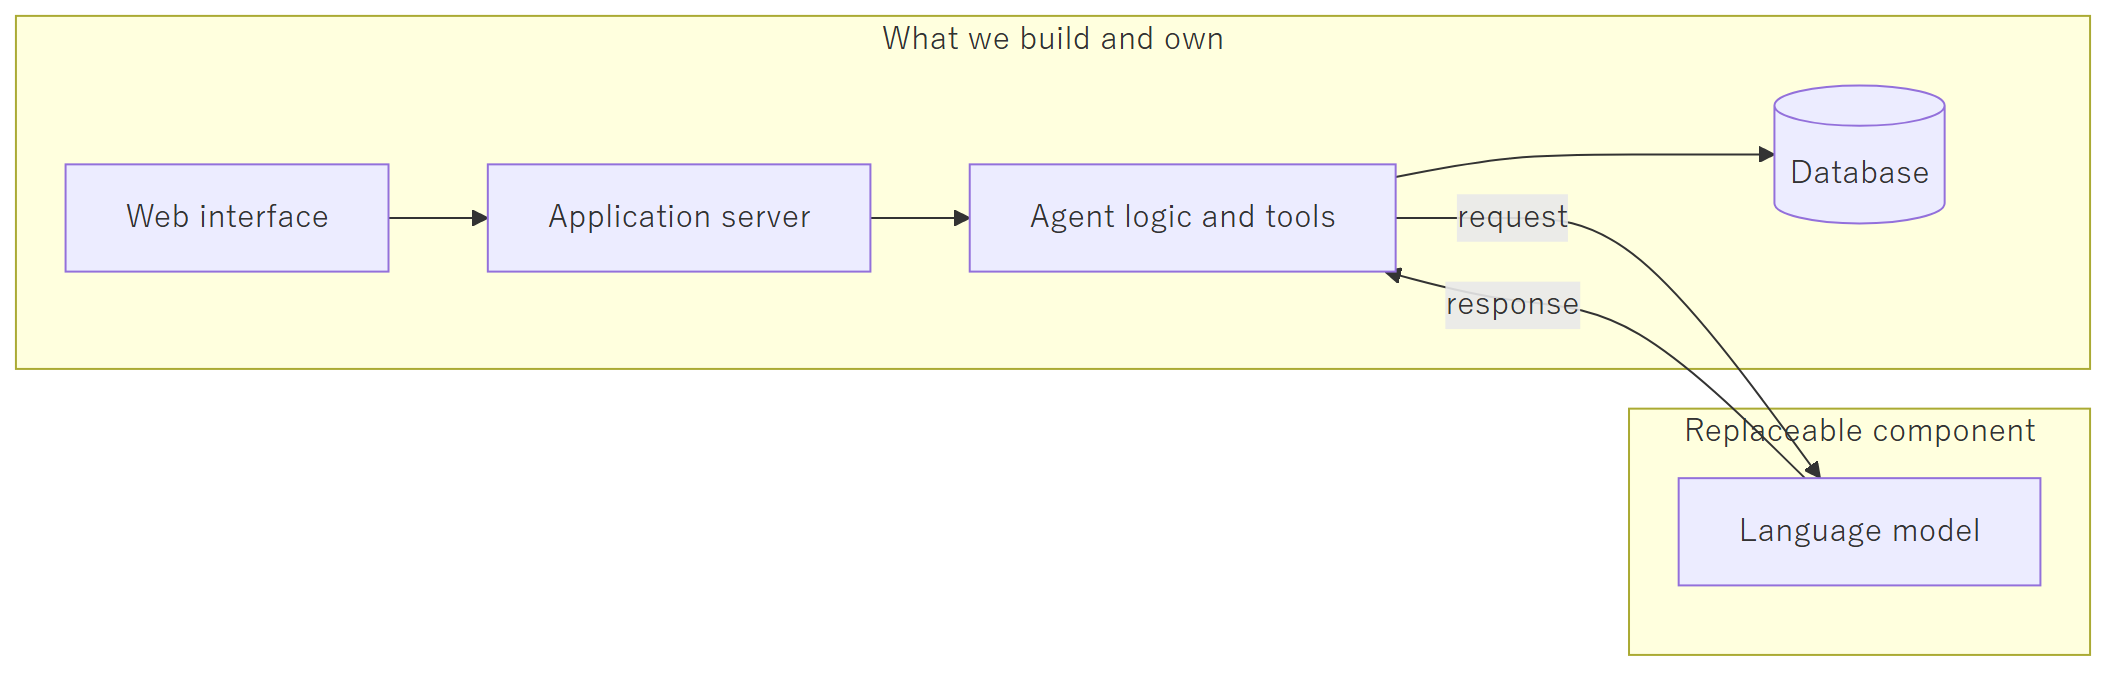 What we build and own
Web interface
Application server
Agent logic and tools
request
response
Database
Replaceable component
Language model